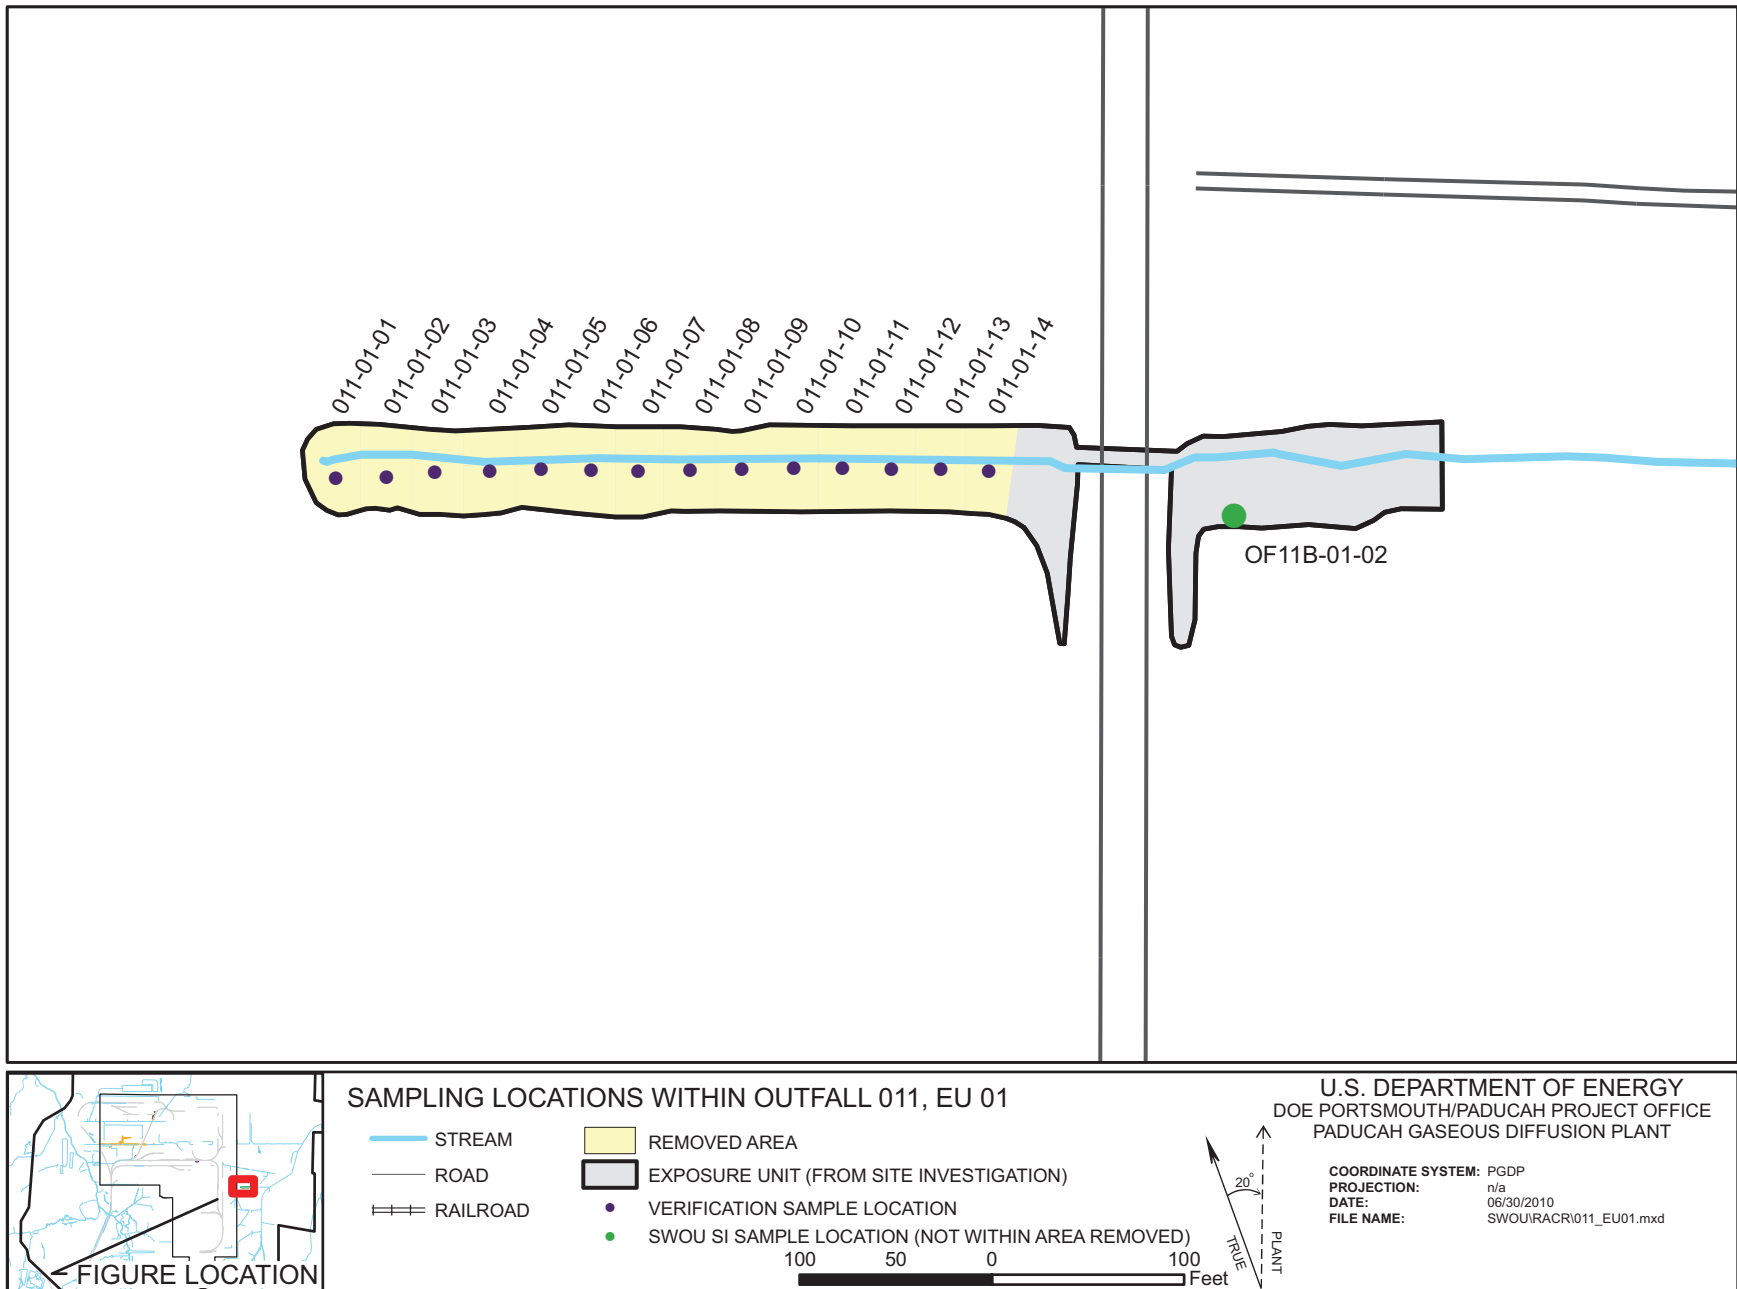 011-01-01
011-01-02
011-01-03
011-01-04
011-01-05
011-01-06
011-01-07
011-01-08
011-01-09
011-01-10
011-01-11
011-01-12
011-01-13
011-01-14
OF11B-01-02
FIGURE LOCATION
SAMPLING LOCATIONS WITHIN OUTFALL 011, EU 01
STREAM
ROAD
RAILROAD
REMOVED AREA
EXPOSURE UNIT (FROM SITE INVESTIGATION)
VERIFICATION SAMPLE LOCATION
SWOU SI SAMPLE LOCATION (NOT WITHIN AREA REMOVED)
100 50 0 100
Feet
20°
TRUE
PLANT
U.S. DEPARTMENT OF ENERGY
DOE PORTSMOUTH/PADUCAH PROJECT OFFICE
PADUCAH GASEOUS DIFFUSION PLANT
COORDINATE SYSTEM: PGDP
PROJECTION: n/a
DATE: 06/30/2010
FILE NAME: SWOU\RACR\011_EU01.mxd